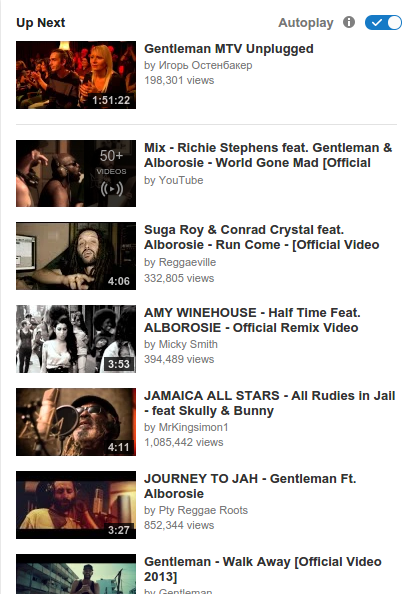 Up Next
Autoplay
Gentleman MTV Unplugged
by Игорь Остенбакер
198,301 views
1:51:22
Mix - Richie Stephens feat. Gentleman &
Alborosie - World Gone Mad [Official
by YouTube
50+
VIDEOS
Suga Roy & Conrad Crystal feat.
Alborosie - Run Come - [Official Video
by Reggaeville
332,805 views
4:06
AMY WINEHOUSE - Half Time Feat.
ALBOROSIE - Official Remix Video
by Micky Smith
394,489 views
3:53
JAMAICA ALL STARS - All Rudies in Jail
- feat Skully & Bunny
by MrKingsimon1
1,085,442 views
4:11
JOURNEY TO JAH - Gentleman Ft.
Alborosie
by Pty Reggae Roots
852,344 views
3:27
Gentleman - Walk Away [Official Video
2013]
by Gentleman